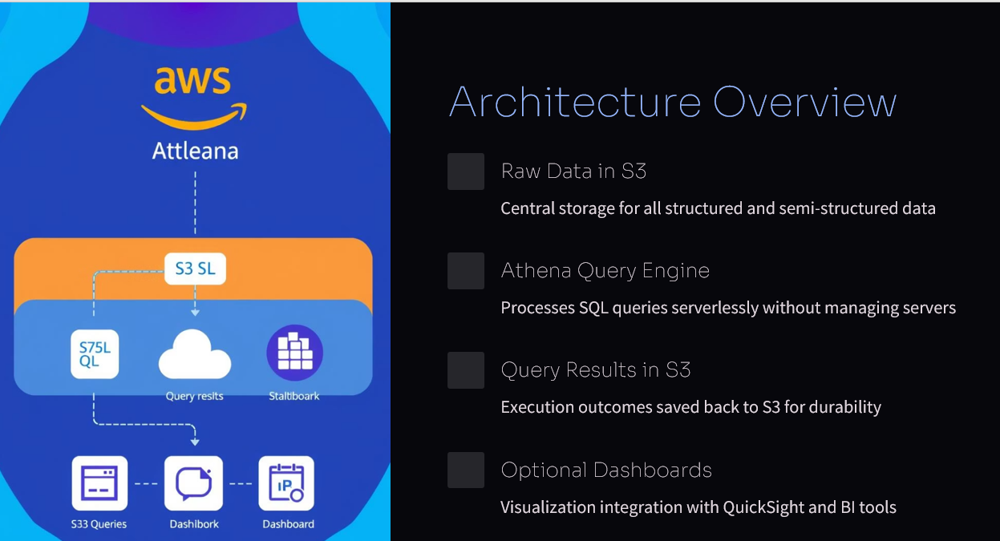 aws
Attleana
S3 SL
S75L
QL
Query resits
Staltiboark
S33 Queries
DashIbork
iP
Dashboard
Architecture Overview
Raw Data in S3
Central storage for all structured and semi-structured data
Athena Query Engine
Processes SQL queries serverlessly without managing servers
Query Results in S3
Execution outcomes saved back to S3 for durability
Optional Dashboards
Visualization integration with QuickSight and BI tools